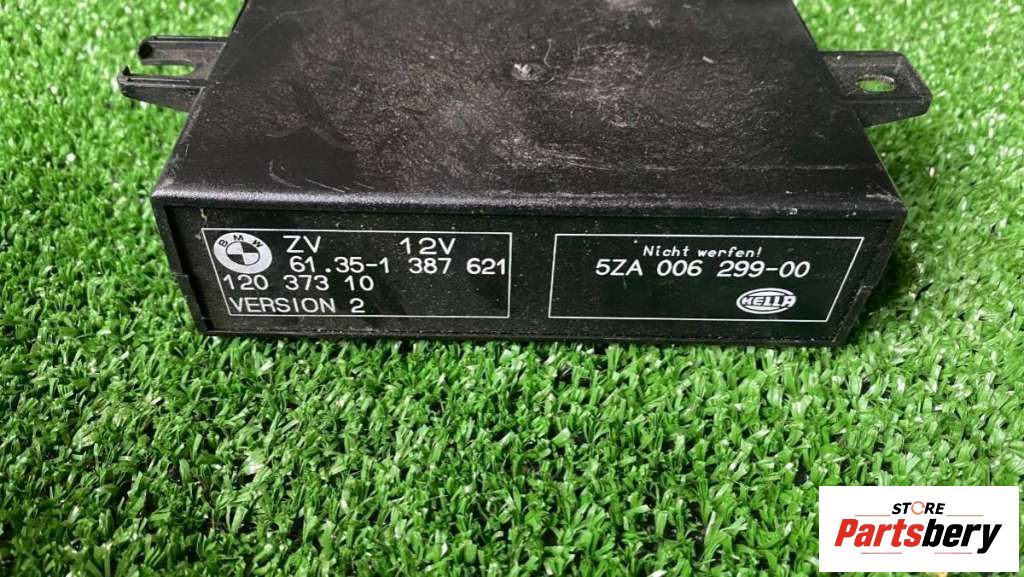 BMW
ZV 12V
61.35-1 387 621
120 373 10
VERSION 2
Nicht werfen!
5ZA 006 299-00
HELLA
STORE
Partsbery